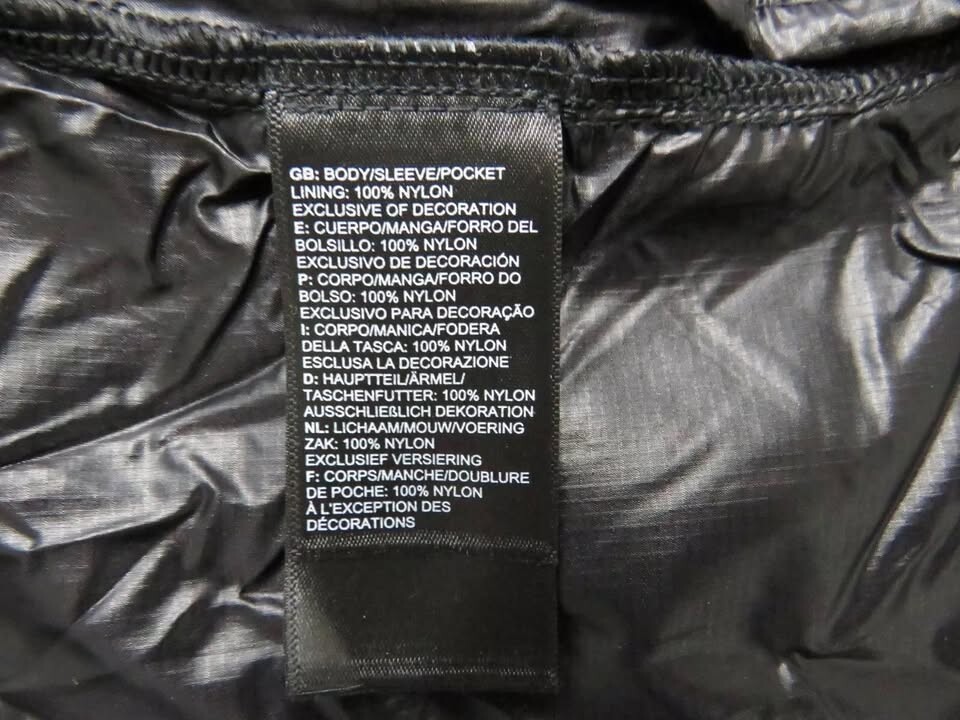 GB: BODY/SLEEVE/POCKET
LINING: 100% NYLON
EXCLUSIVE OF DECORATION
E: CUERPO/MANGA/FORRO DEL
BOLSILLO: 100% NYLON
EXCLUSIVO DE DECORACIÓN
P: CORPO/MANGA/FORRO DO
BOLSO: 100% NYLON
EXCLUSIVO PARA DECORAÇÃO
I: CORPO/MANICA/FODERA
DELLA TASCA: 100% NYLON
ESCLUSA LA DECORAZIONE
D: HAUPTTEIL/ÄRMEL/
TASCHENFUTTER: 100% NYLON
AUSSCHLIEßLICH DEKORATION
NL: LICHAAM/MOUW/VOERING
ZAK: 100% NYLON
EXCLUSIEF VERSIERING
F: CORPS/MANCHE/DOUBLURE
DE POCHE: 100% NYLON
À L'EXCEPTION DES
DÉCORATIONS